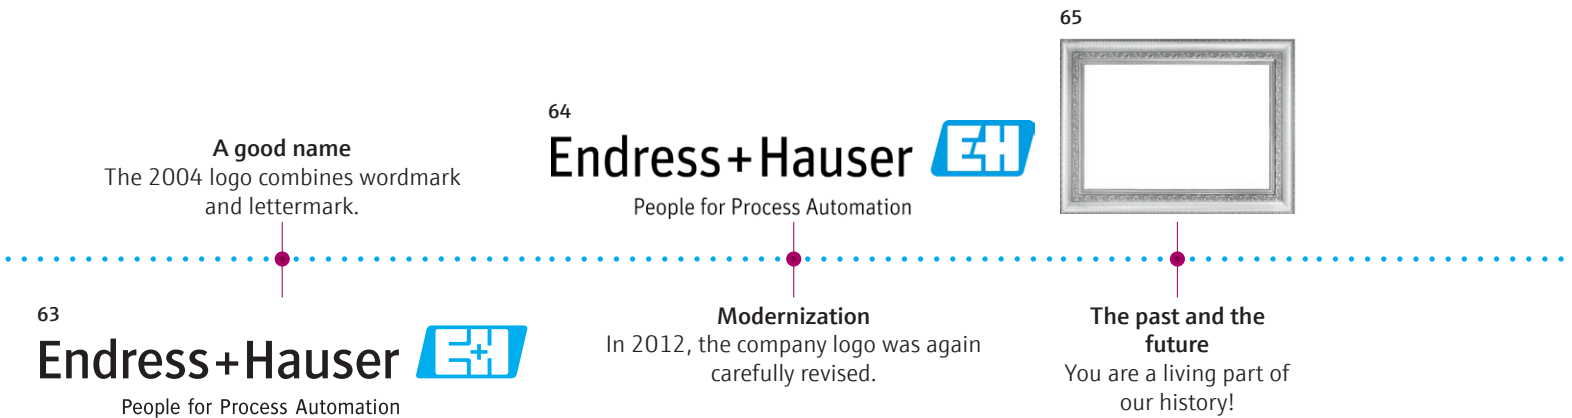 A good name
The 2004 logo combines wordmark
and lettermark.
63
Endress+Hauser E+H
People for Process Automation
64
Endress+Hauser EH
People for Process Automation
Modernization
In 2012, the company logo was again
carefully revised.
65
The past and the
future
You are a living part of
our history!